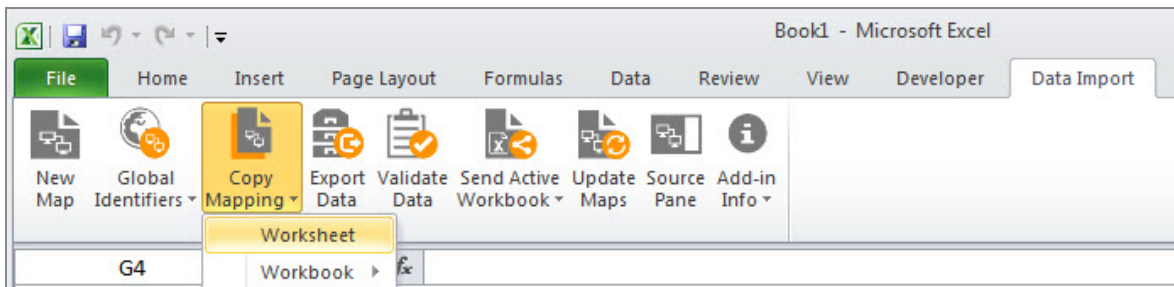 Book1 - Microsoft Excel
File Home Insert Page Layout Formulas Data Review View Developer Data Import
New Global Copy Export Validate Send Active Update Source Add-in
Map Identifiers Mapping Data Data Workbook Maps Pane Info
Worksheet
G4 fx
Workbook